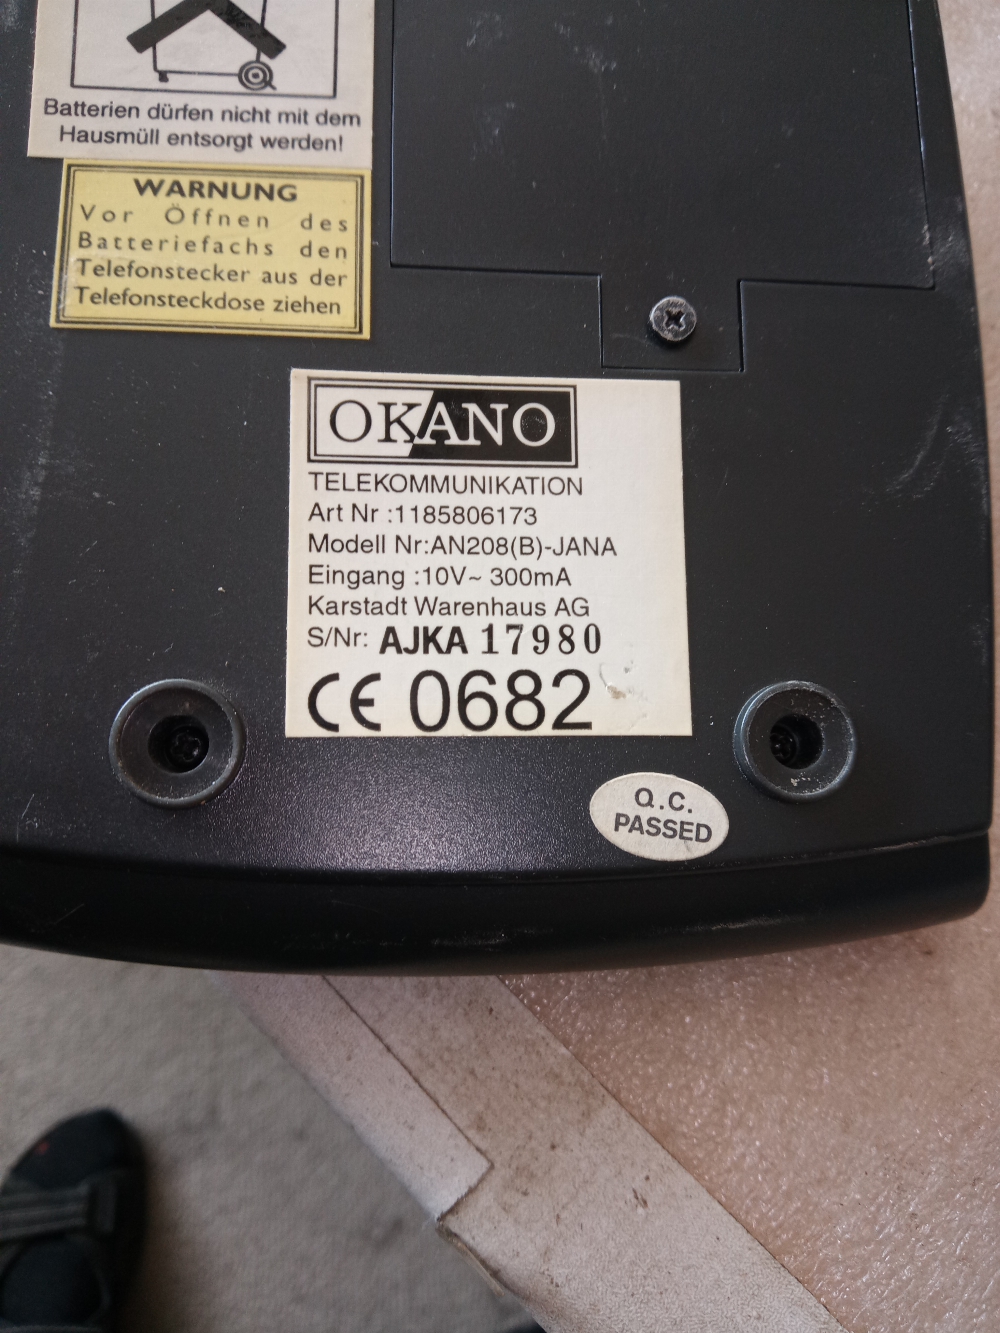 Batterien dürfen nicht mit dem
Hausmüll entsorgt werden!
WARNUNG
Vor Öffnen des
Batteriefachs den
Telefonstecker aus der
Telefonsteckdose ziehen
OKANO
TELEKOMMUNIKATION
Art Nr :1185806173
Modell Nr:AN208(B)-JANA
Eingang :10V~ 300mA
Karstadt Warenhaus AG
S/Nr: AJKA 17980
CE 0682
Q.C.
PASSED